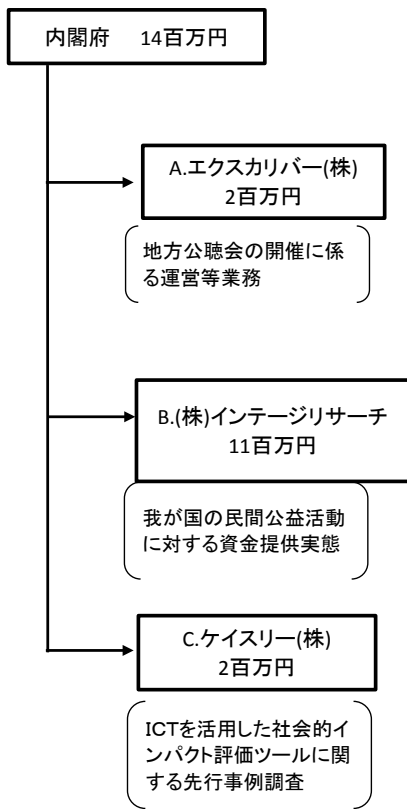 内閣府　14百万円
A.エクスカリバー(株)
2百万円
地方公聴会の開催に係
る運営等業務
B.(株)インテージリサーチ
11百万円
我が国の民間公益活動
に対する資金提供実態
C.ケイスリー(株)
2百万円
ICTを活用した社会的イ
ンパクト評価ツールに関
する先行事例調査